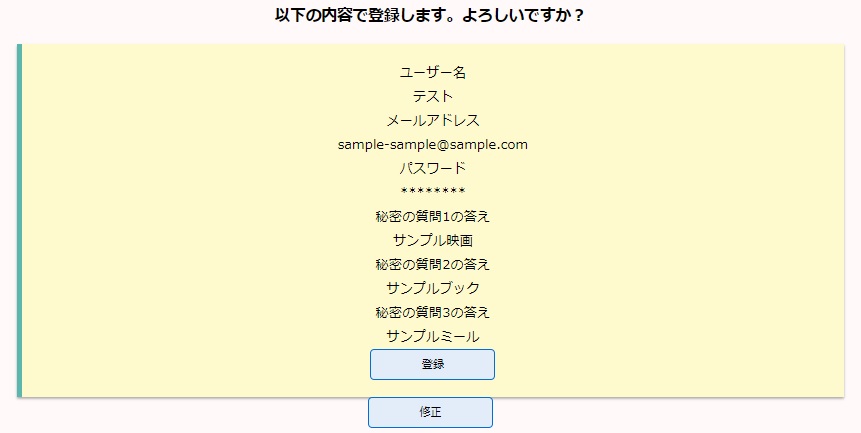 以下の内容で登録します。よろしいですか？
ユーザー名
テスト
メールアドレス
sample-sample@sample.com
パスワード
********
秘密の質問1の答え
サンプル映画
秘密の質問2の答え
サンプルブック
秘密の質問3の答え
サンプルミール
登録
修正